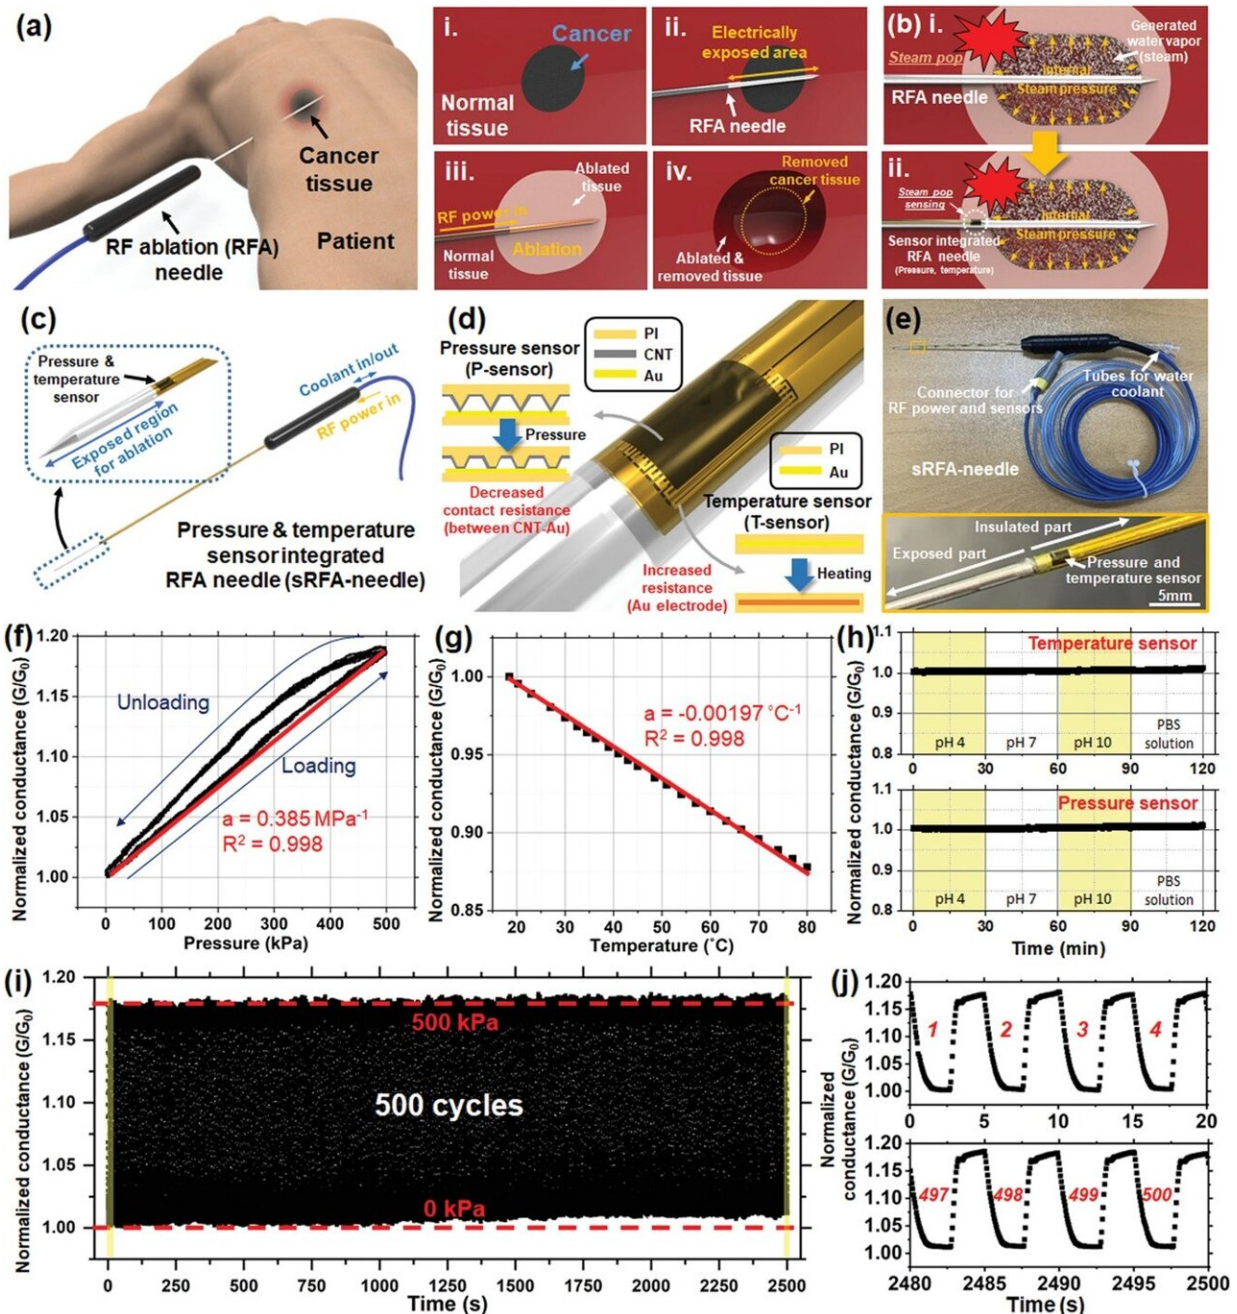 (a)
Cancer
tissue
RF ablation (RFA)
needle
Patient
i.
Cancer
Normal
tissue
ii.
Electrically
exposed area
RFA needle
iii.
Ablated
tissue
RF power in
Ablation
Normal
tissue
iv.
Removed
cancer tissue
Ablated &
removed tissue
(b) i.
Generated
water vapor
(steam)
Steam pop
Internal
Steam pressure
RFA needle
ii.
Steam pop
sensing
Internal
Steam pressure
Sensor integrated
RFA needle
(Pressure, temperature)
(c)
Pressure &
temperature
sensor
Exposed region
for ablation
Coolant in/out
RF power in
Pressure & temperature
sensor integrated
RFA needle (sRFA-needle)
(d)
PI
CNT
Au
Pressure sensor
(P-sensor)
Pressure
Decreased
contact resistance
(between CNT-Au)
PI
Au
Temperature sensor
(T-sensor)
Heating
Increased
resistance
(Au electrode)
(e)
Connector for
RF power and sensors
Tubes for water
coolant
sRFA-needle
Insulated part
Exposed part
Pressure and
temperature sensor
5mm
(f)
Normalized conductance (G/G0)
1.20
1.15
1.10
1.05
1.00
Unloading
Loading
a = 0.385 MPa-1
R2 = 0.998
0 100 200 300 400 500
Pressure (kPa)
(g)
Normalized conductance (G/G0)
1.00
0.95
0.90
0.85
a = -0.00197 °C-1
R2 = 0.998
20 30 40 50 60 70 80
Temperature (°C)
(h)
Normalized conductance (G/G0)
1.1
1.0
0.9
0.8
Temperature sensor
pH 4 pH 7 pH 10 PBS
solution
0 30 60 90 120
1.1
1.0
0.9
0.8
Pressure sensor
pH 4 pH 7 pH 10 PBS
solution
0 30 60 90 120
Time (min)
(i)
Normalized conductance (G/G0)
1.20
1.15
1.10
1.05
1.00
500 kPa
500 cycles
0 kPa
0 250 500 750 1000 1250 1500 1750 2000 2250 2500
Time (s)
(j)
Normalized
conductance (G/G0)
1.20
1.15
1.10
1.05
1.00
1 2 3 4
0 5 10 15 20
1.20
1.15
1.10
1.05
1.00
497 498 499 500
2480 2485 2490 2495 2500
Time (s)